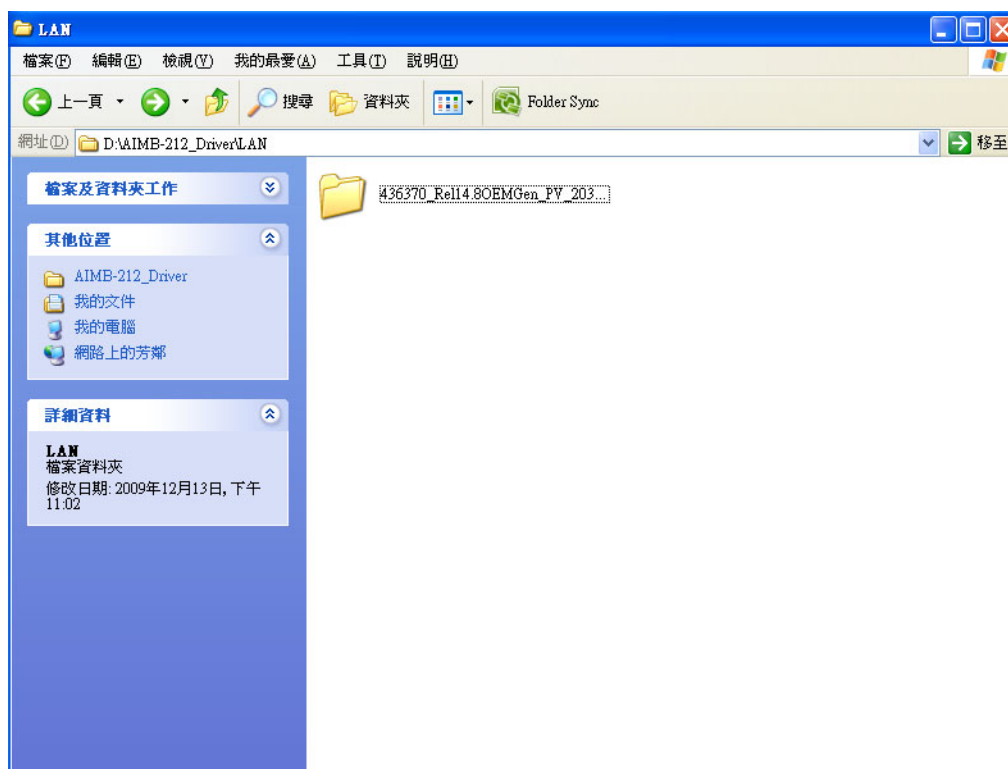 LAN
檔案(F) 編輯(E) 檢視(V) 我的最愛(A) 工具(T) 說明(H)
上一頁 搜尋 資料夾 Folder Sync
網址(D) D:\AIMB-212_Driver\LAN 移至
檔案及資料夾工作
436370_Rel14.8OEMGen_PV_203...
其他位置
AIMB-212_Driver
我的文件
我的電腦
網路上的芳鄰
詳細資料
LAN
檔案資料夾
修改日期: 2009年12月13日, 下午
11:02